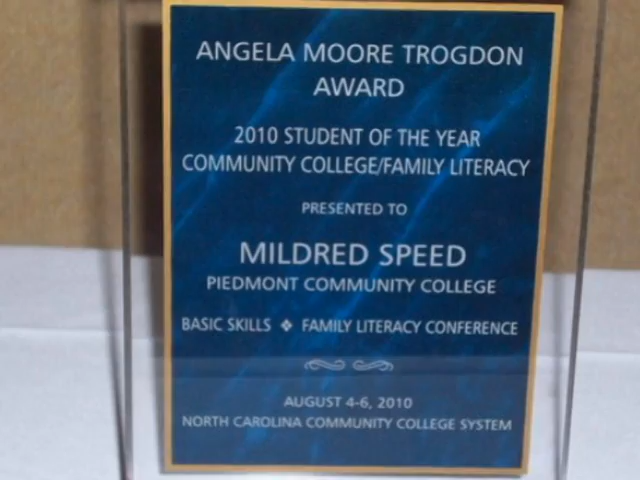 ANGELA MOORE TROGDON
AWARD
2010 STUDENT OF THE YEAR
COMMUNITY COLLEGE/FAMILY LITERACY
PRESENTED TO
MILDRED SPEED
PIEDMONT COMMUNITY COLLEGE
BASIC SKILLS ❖ FAMILY LITERACY CONFERENCE
AUGUST 4-6, 2010
NORTH CAROLINA COMMUNITY COLLEGE SYSTEM